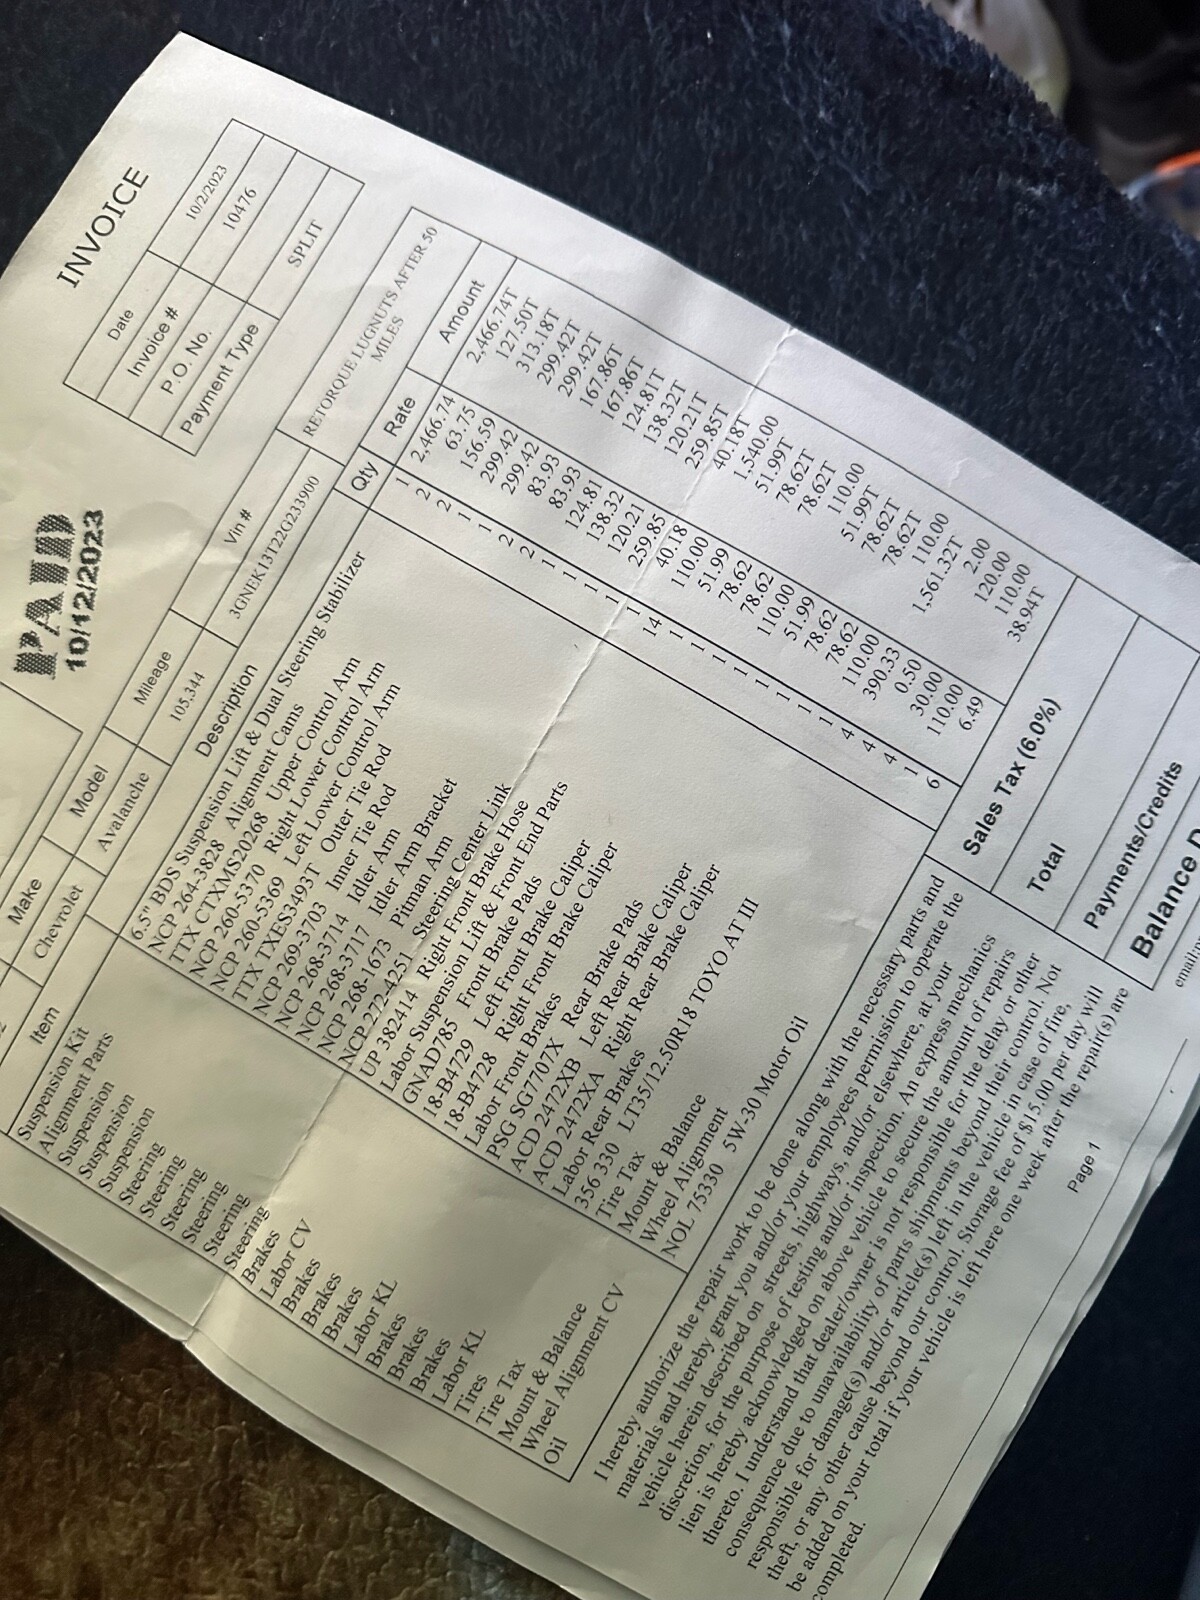 INVOICE
Date 10/2/2023
Invoice # 10476
P.O. No.
Payment Type SPLIT
PAID
10/12/2023
Make Model Mileage Vin # RETORQUE LUGNUTS AFTER 50
MILES
Chevrolet Avalanche 105,344 3GNEK13T22G233900
Item Description Qty Rate Amount
Suspension Kit 6.5" BDS Suspension Lift & Dual Steering Stabilizer 1 2,466.74 2,466.74T
Alignment Parts NCP 264-3828 Alignment Cams 2 63.75 127.50T
Suspension TTX CTXMS20268 Upper Control Arm 2 156.59 313.18T
Suspension NCP 260-5370 Right Lower Control Arm 1 299.42 299.42T
Suspension NCP 260-5369 Left Lower Control Arm 1 299.42 299.42T
Steering TTX TXES3493T Outer Tie Rod 2 83.93 167.86T
Steering NCP 269-3703 Inner Tie Rod 2 83.93 167.86T
Steering NCP 268-3714 Idler Arm 1 124.81 124.81T
Steering NCP 268-3717 Idler Arm Bracket 1 138.32 138.32T
Steering NCP 268-1673 Pitman Arm 1 120.21 120.21T
Steering NCP 272-4251 Steering Center Link 1 259.85 259.85T
Brakes UP 382414 Right Front Brake Hose 1 40.18 40.18T
Labor CV Labor Suspension Lift & Front End Parts 14 110.00 1,540.00
Brakes GNAD785 Front Brake Pads 1 51.99 51.99T
Brakes 18-B4729 Left Front Brake Caliper 1 78.62 78.62T
Brakes 18-B4728 Right Front Brake Caliper 1 78.62 78.62T
Labor KL Labor Front Brakes 1 110.00 110.00
Brakes PSG SG7707X Rear Brake Pads 1 51.99 51.99T
Brakes ACD 2472XB Left Rear Brake Caliper 1 78.62 78.62T
Brakes ACD 2472XA Right Rear Brake Caliper 1 78.62 78.62T
Labor KL Labor Rear Brakes 1 110.00 110.00
Tires 356330 LT35/12.50R18 TOYO AT III 4 390.33 1,561.32T
Tire Tax Tire Tax 4 0.50 2.00
Mount & Balance Mount & Balance 4 30.00 120.00
Wheel Alignment CV Wheel Alignment 1 110.00 110.00
Oil NOL 75330 5W-30 Motor Oil 6 6.49 38.94T
I hereby authorize the repair work to be done along with the necessary parts and
materials and hereby grant you and/or your employees permission to operate the
vehicle herein described on streets, highways, and/or elsewhere, at your
discretion, for the purpose of testing and/or inspection. An express mechanics
lien is hereby acknowledged on above vehicle to secure the amount of repairs
thereto. I understand that dealer/owner is not responsible for the delay or other
consequence due to unavailability of parts shipments beyond their control. Not
responsible for damage(s) and/or article(s) left in the vehicle in case of fire,
theft, or any other cause beyond our control. Storage fee of $15.00 per day will
be added on your total if your vehicle is left here one week after the repair(s) are
completed.
Sales Tax (6.0%)
Total
Payments/Credits
Balance
Page 1